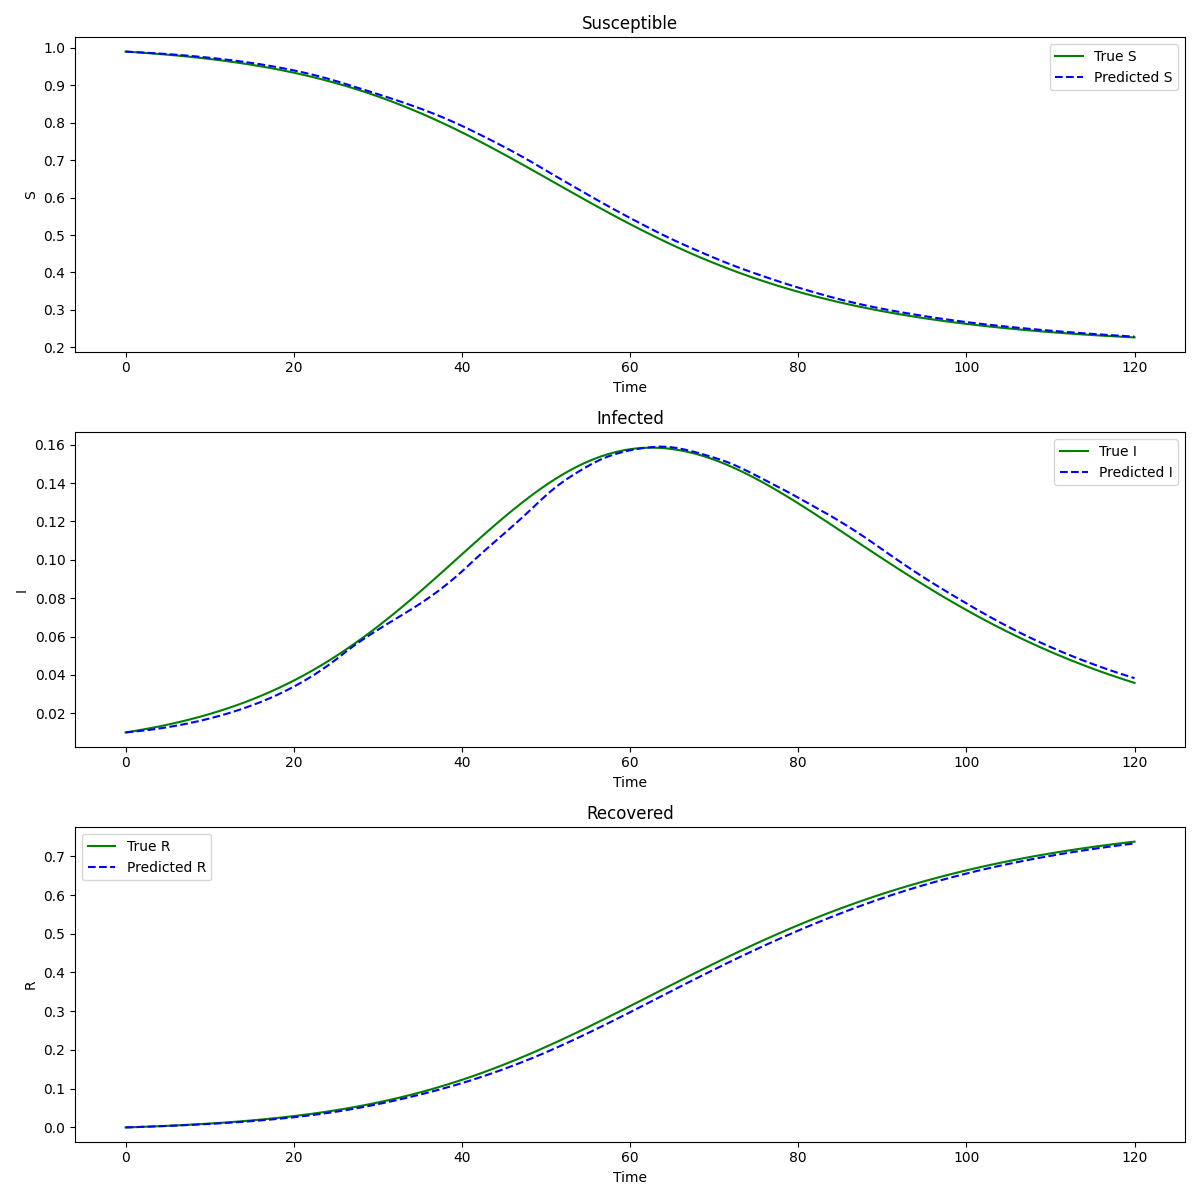 Susceptible
True S
Predicted S
1.0
0.9
0.8
0.7
0.6
0.5
0.4
0.3
0.2
S
0 20 40 60 80 100 120
Time
Infected
True I
Predicted I
0.16
0.14
0.12
0.10
0.08
0.06
0.04
0.02
I
0 20 40 60 80 100 120
Time
Recovered
True R
Predicted R
0.7
0.6
0.5
0.4
0.3
0.2
0.1
0.0
R
0 20 40 60 80 100 120
Time